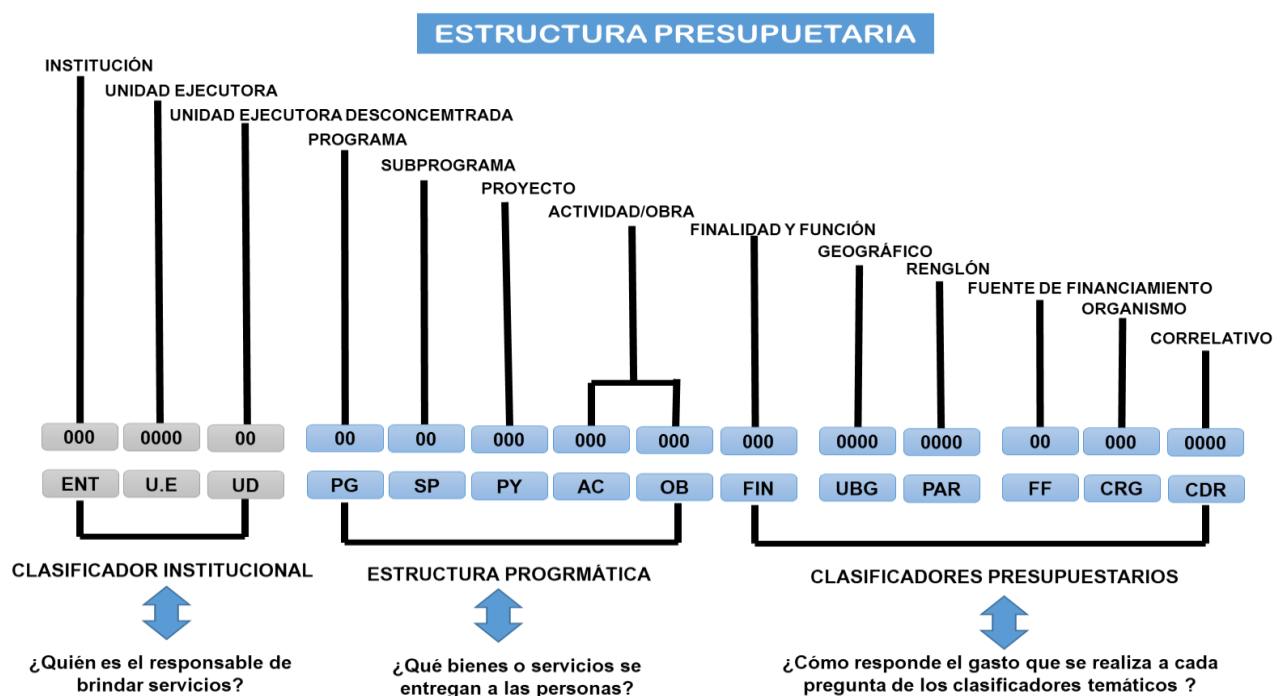 ESTRUCTURA PRESUPUETARIA
INSTITUCIÓN
UNIDAD EJECUTORA
UNIDAD EJECUTORA DESCONCEMTRADA
PROGRAMA
SUBPROGRAMA
PROYECTO
ACTIVIDAD/OBRA
FINALIDAD Y FUNCIÓN
GEOGRÁFICO
RENGLÓN
FUENTE DE FINANCIAMIENTO
ORGANISMO
CORRELATIVO
000 0000 00 00 00 000 000 000 000 0000 0000 00 000 0000
ENT U.E UD PG SP PY AC OB FIN UBG PAR FF CRG CDR
CLASIFICADOR INSTITUCIONAL
ESTRUCTURA PROGRMÁTICA
CLASIFICADORES PRESUPUESTARIOS
¿Quién es el responsable de
brindar servicios?
¿Qué bienes o servicios se
entregan a las personas?
¿Cómo responde el gasto que se realiza a cada
pregunta de los clasificadores temáticos ?